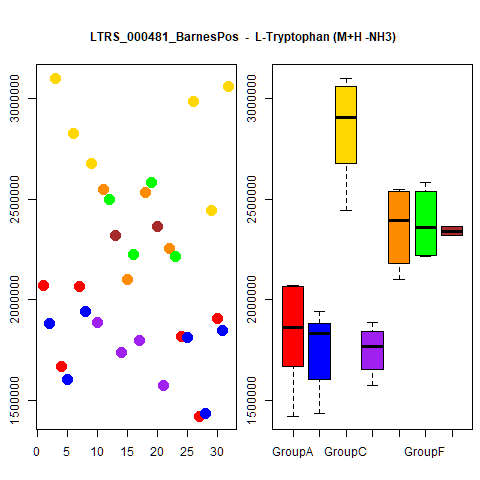 LTRS_000481_BarnesPos - L-Tryptophan (M+H -NH3)
3000000
2500000
2000000
1500000
0 5 10 15 20 25 30
3000000
2500000
2000000
1500000
GroupA GroupC GroupF